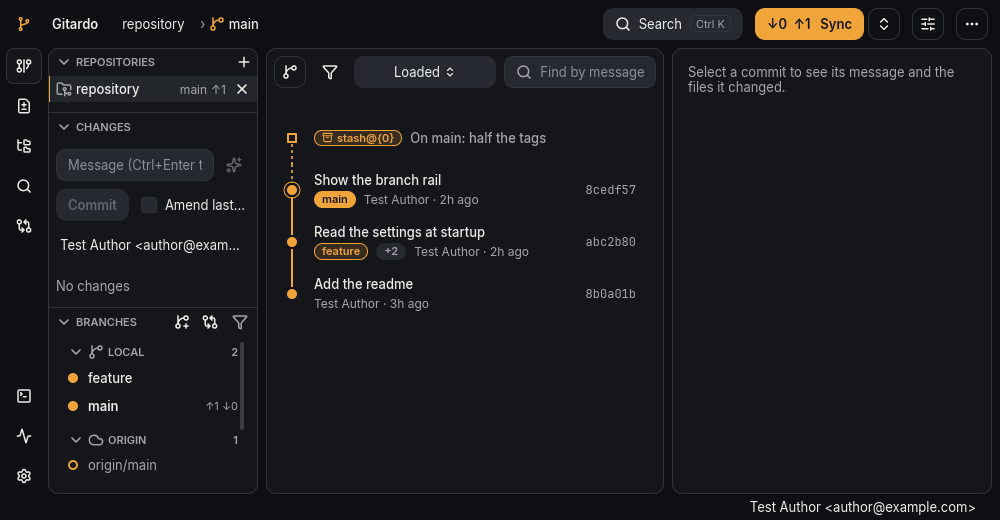 Gitardo repository › main Search Ctrl K ↓0 ↑1 Sync
REPOSITORIES
repository main ↑1
CHANGES
Message (Ctrl+Enter t
Commit Amend last...
Test Author <author@exam...
No changes
BRANCHES
LOCAL 2
feature
main ↑1 ↓0
ORIGIN 1
origin/main
Loaded Find by message
stash@{0} On main: half the tags
Show the branch rail
main Test Author · 2h ago 8cedf57
Read the settings at startup
feature +2 Test Author · 2h ago abc2b80
Add the readme
Test Author · 3h ago 8b0a01b
Select a commit to see its message and the
files it changed.
Test Author <author@example.com>